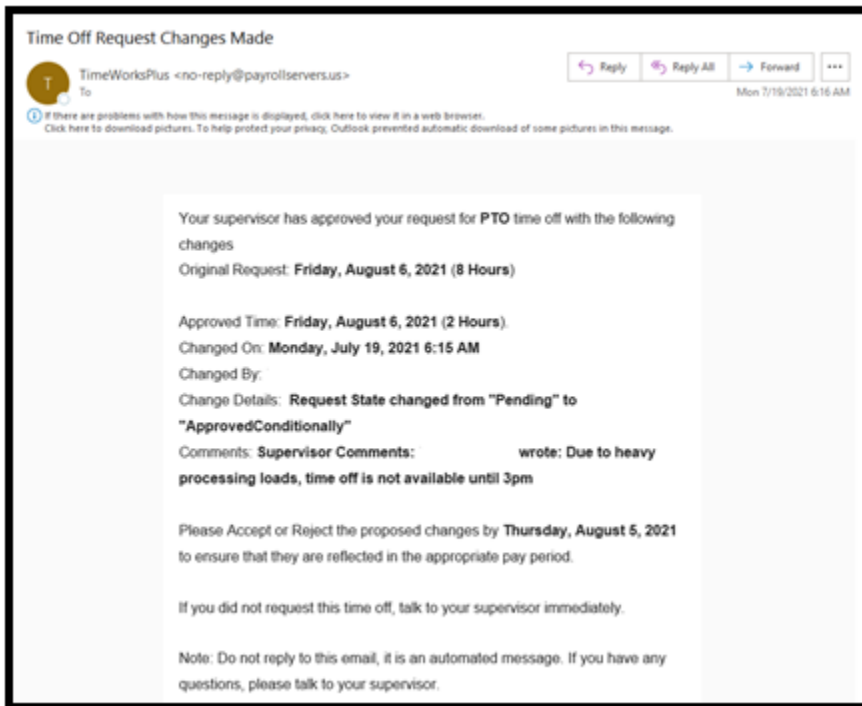 Time Off Request Changes Made
T
TimeWorksPlus <no-reply@payrollservers.us>
To
Reply
Reply All
Forward
...
Mon 7/19/2021 6:16 AM
If there are problems with how this message is displayed, click here to view it in a web browser.
Click here to download pictures. To help protect your privacy, Outlook prevented automatic download of some pictures in this message.
Your supervisor has approved your request for PTO time off with the following
changes
Original Request: Friday, August 6, 2021 (8 Hours)
Approved Time: Friday, August 6, 2021 (2 Hours).
Changed On: Monday, July 19, 2021 6:15 AM
Changed By:
Change Details: Request State changed from "Pending" to
"ApprovedConditionally"
Comments: Supervisor Comments: wrote: Due to heavy
processing loads, time off is not available until 3pm
Please Accept or Reject the proposed changes by Thursday, August 5, 2021
to ensure that they are reflected in the appropriate pay period.
If you did not request this time off, talk to your supervisor immediately.
Note: Do not reply to this email, it is an automated message. If you have any
questions, please talk to your supervisor.